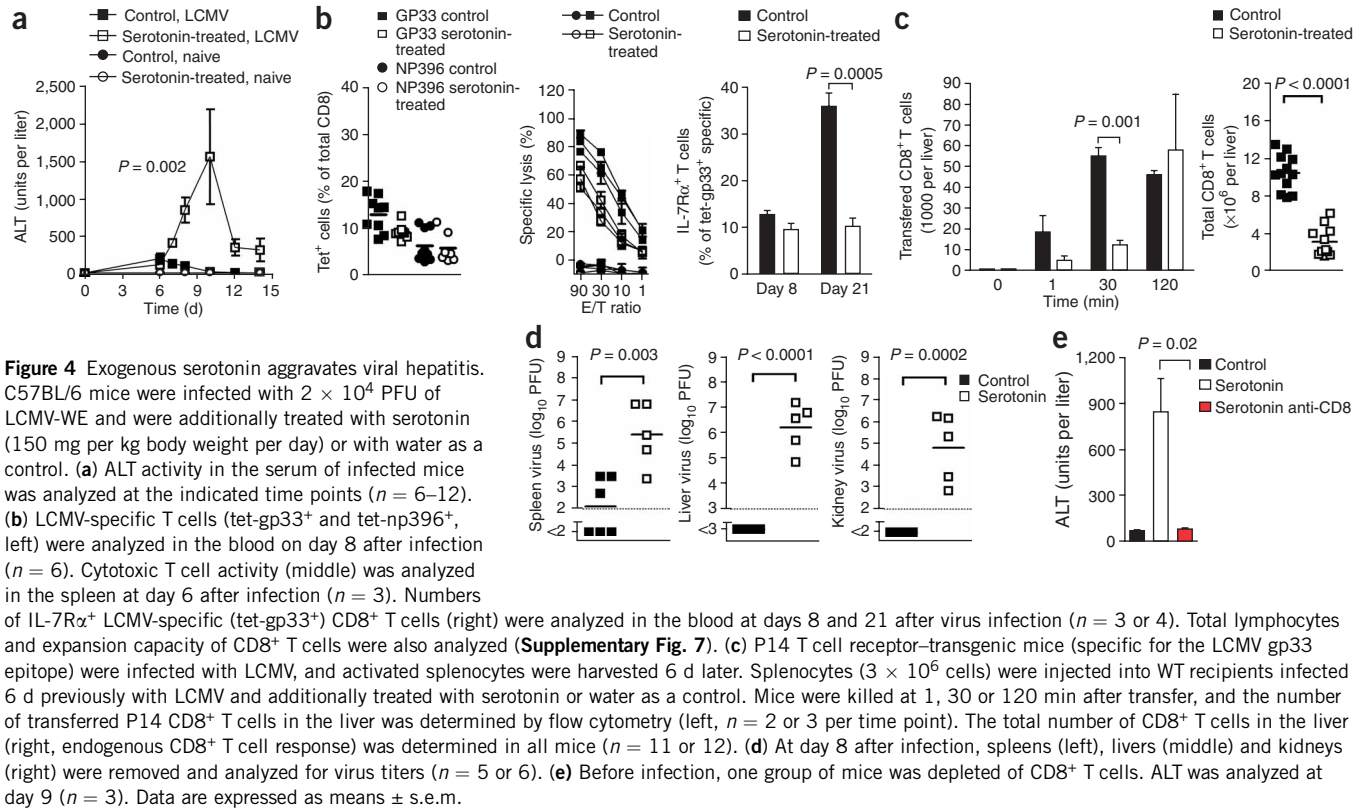 a
Control, LCMV
Serotonin-treated, LCMV
Control, naive
Serotonin-treated, naive
2,500
2,000
1,500
1,000
500
0
ALT (units per liter)
P = 0.002
0 3 6 9 12 15
Time (d)
b
GP33 control
GP33 serotonin-
treated
NP396 control
NP396 serotonin-
treated
40
30
20
10
0
Tet+ cells (% of total CD8)
Control
Serotonin-
treated
120
100
80
60
40
20
0
Specific lysis (%)
90 30 10 1
E/T ratio
Control
Serotonin-treated
P = 0.0005
40
30
20
10
0
IL-7Rα+ T cells
(% of tet-gp33+ specific)
Day 8 Day 21
c
Control
Serotonin-treated
90
80
70
60
50
40
30
20
10
0
Transfered CD8+ T cells
(1000 per liver)
P = 0.001
0 1 30 120
Time (min)
P < 0.0001
20
16
12
8
4
0
Total CD8+ T cells
(×10⁶ per liver)
d
P = 0.003
9
8
7
6
5
4
3
2
<2
Spleen virus (log₁₀ PFU)
P < 0.0001
9
8
7
6
5
4
3
<3
Liver virus (log₁₀ PFU)
P = 0.0002
9
8
7
6
5
4
3
2
<2
Kidney virus (log₁₀ PFU)
Control
Serotonin
e
P = 0.02
1,200
900
600
300
0
ALT (units per liter)
Control
Serotonin
Serotonin anti-CD8
Figure 4 Exogenous serotonin aggravates viral hepatitis.
C57BL/6 mice were infected with 2 × 10⁴ PFU of
LCMV-WE and were additionally treated with serotonin
(150 mg per kg body weight per day) or with water as a
control. (a) ALT activity in the serum of infected mice
was analyzed at the indicated time points (n = 6–12).
(b) LCMV-specific T cells (tet-gp33+ and tet-np396+,
left) were analyzed in the blood on day 8 after infection
(n = 6). Cytotoxic T cell activity (middle) was analyzed
in the spleen at day 6 after infection (n = 3). Numbers
of IL-7Rα+ LCMV-specific (tet-gp33+) CD8+ T cells (right) were analyzed in the blood at days 8 and 21 after virus infection (n = 3 or 4). Total lymphocytes
and expansion capacity of CD8+ T cells were also analyzed (Supplementary Fig. 7). (c) P14 T cell receptor–transgenic mice (specific for the LCMV gp33
epitope) were infected with LCMV, and activated splenocytes were harvested 6 d later. Splenocytes (3 × 10⁶ cells) were injected into WT recipients infected
6 d previously with LCMV and additionally treated with serotonin or water as a control. Mice were killed at 1, 30 or 120 min after transfer, and the number
of transferred P14 CD8+ T cells in the liver was determined by flow cytometry (left, n = 2 or 3 per time point). The total number of CD8+ T cells in the liver
(right, endogenous CD8+ T cell response) was determined in all mice (n = 11 or 12). (d) At day 8 after infection, spleens (left), livers (middle) and kidneys
(right) were removed and analyzed for virus titers (n = 5 or 6). (e) Before infection, one group of mice was depleted of CD8+ T cells. ALT was analyzed at
day 9 (n = 3). Data are expressed as means ± s.e.m.